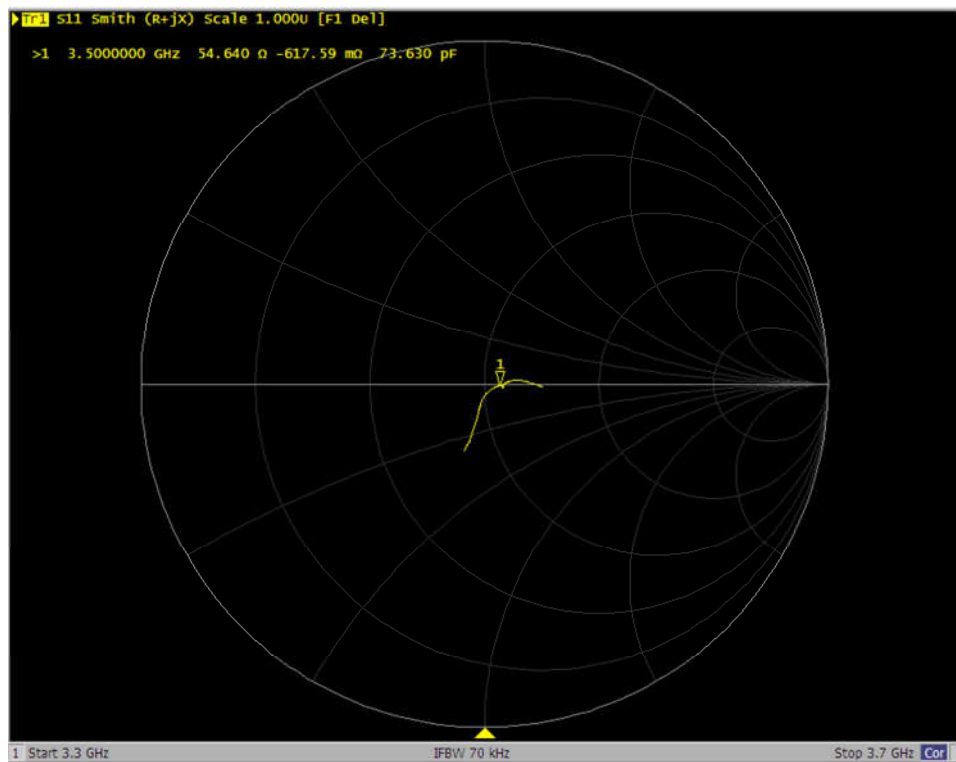 Tr1 S11 Smith (R+jX) Scale 1.000U [F1 Del]
>1 3.5000000 GHz 54.640 Ω -617.59 mΩ 73.630 pF
1
1 Start 3.3 GHz IFBW 70 kHz Stop 3.7 GHz Cor